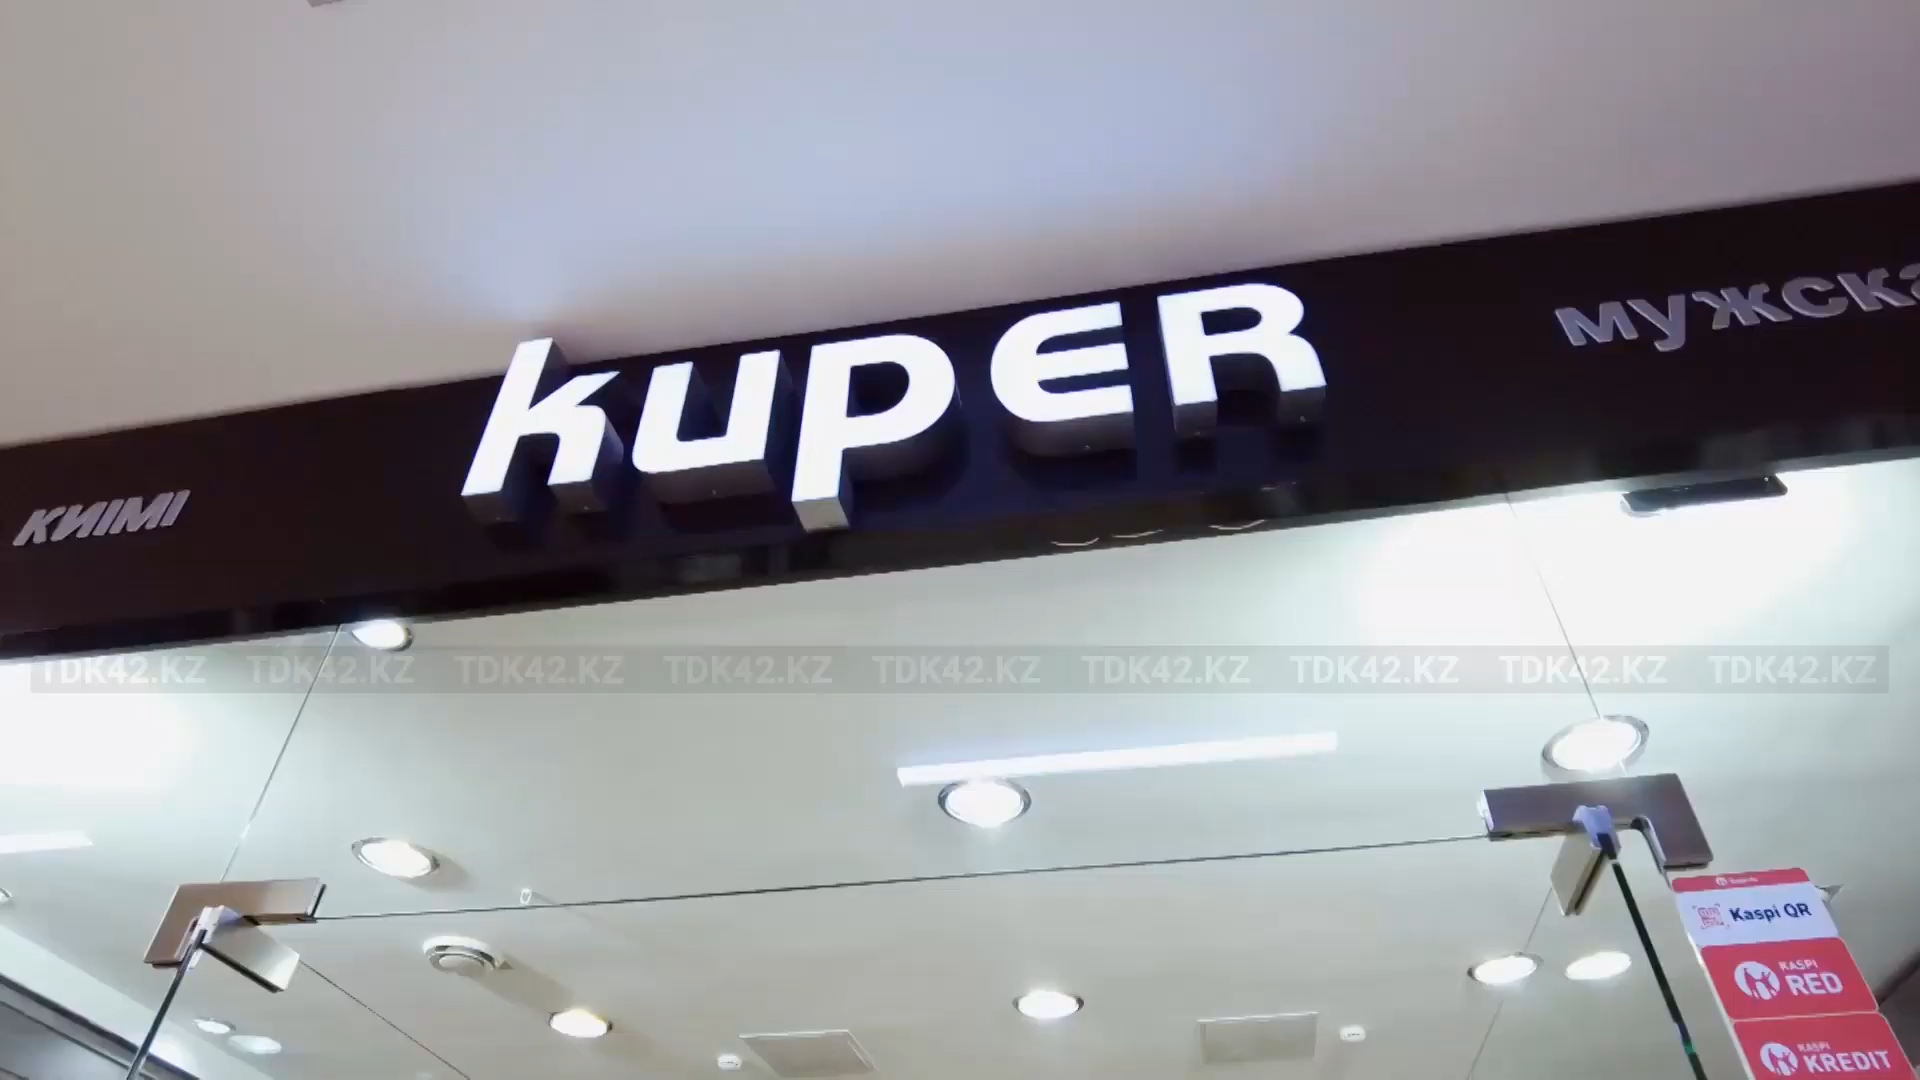 киімі
kuper
мужска
TDK42.KZ TDK42.KZ TDK42.KZ TDK42.KZ TDK42.KZ TDK42.KZ TDK42.KZ TDK42.KZ TDK42.KZ
Kaspi QR
KASPI
RED
KASPI
KREDIT